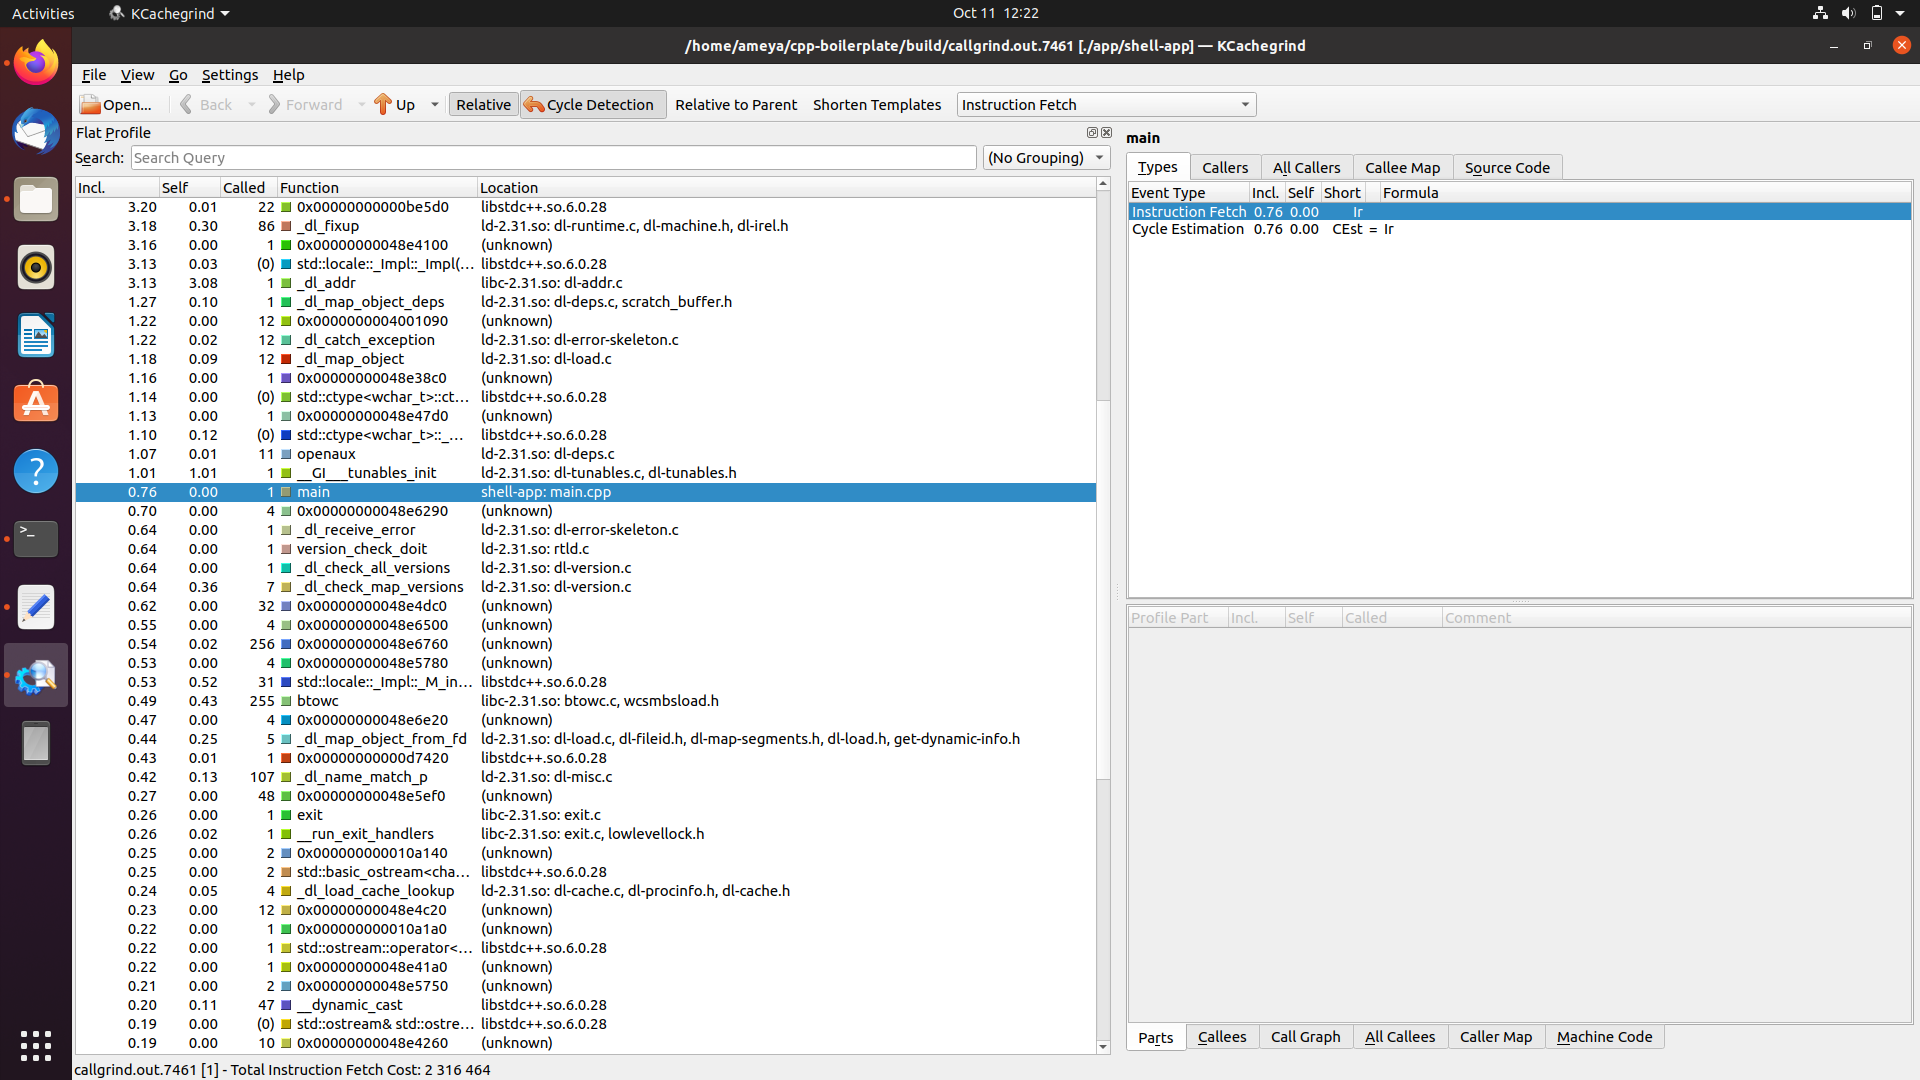 Activities KCachegrind Oct 11 12:22
/home/ameya/cpp-boilerplate/build/callgrind.out.7461 [./app/shell-app] — KCachegrind
File View Go Settings Help
Open... Back Forward Up Relative Cycle Detection Relative to Parent Shorten Templates Instruction Fetch
Flat Profile
Search: Search Query (No Grouping)
Incl. Self Called Function Location
3.20 0.01 22 0x00000000000be5d0 libstdc++.so.6.0.28
3.18 0.30 86 _dl_fixup ld-2.31.so: dl-runtime.c, dl-machine.h, dl-irel.h
3.16 0.00 1 0x00000000048e4100 (unknown)
3.13 0.03 (0) std::locale::_Impl::_Impl(... libstdc++.so.6.0.28
3.13 3.08 1 _dl_addr libc-2.31.so: dl-addr.c
1.27 0.10 1 _dl_map_object_deps ld-2.31.so: dl-deps.c, scratch_buffer.h
1.22 0.00 12 0x0000000004001090 (unknown)
1.22 0.02 12 _dl_catch_exception ld-2.31.so: dl-error-skeleton.c
1.18 0.09 12 _dl_map_object ld-2.31.so: dl-load.c
1.16 0.00 1 0x00000000048e38c0 (unknown)
1.14 0.00 (0) std::ctype<wchar_t>::ct... libstdc++.so.6.0.28
1.13 0.00 1 0x00000000048e47d0 (unknown)
1.10 0.12 (0) std::ctype<wchar_t>::_... libstdc++.so.6.0.28
1.07 0.01 11 openaux ld-2.31.so: dl-deps.c
1.01 1.01 1 __GI___tunables_init ld-2.31.so: dl-tunables.c, dl-tunables.h
0.76 0.00 1 main shell-app: main.cpp
0.70 0.00 4 0x00000000048e6290 (unknown)
0.64 0.00 1 _dl_receive_error ld-2.31.so: dl-error-skeleton.c
0.64 0.00 1 version_check_doit ld-2.31.so: rtld.c
0.64 0.00 1 _dl_check_all_versions ld-2.31.so: dl-version.c
0.64 0.36 7 _dl_check_map_versions ld-2.31.so: dl-version.c
0.62 0.00 32 0x00000000048e4dc0 (unknown)
0.55 0.00 4 0x00000000048e6500 (unknown)
0.54 0.02 256 0x00000000048e6760 (unknown)
0.53 0.00 4 0x00000000048e5780 (unknown)
0.53 0.52 31 std::locale::_Impl::_M_in... libstdc++.so.6.0.28
0.49 0.43 255 btowc libc-2.31.so: btowc.c, wcsmbsload.h
0.47 0.00 4 0x00000000048e6e20 (unknown)
0.44 0.25 5 _dl_map_object_from_fd ld-2.31.so: dl-load.c, dl-fileid.h, dl-map-segments.h, dl-load.h, get-dynamic-info.h
0.43 0.01 1 0x00000000000d7420 libstdc++.so.6.0.28
0.42 0.13 107 _dl_name_match_p ld-2.31.so: dl-misc.c
0.27 0.00 48 0x00000000048e5ef0 (unknown)
0.26 0.00 1 exit libc-2.31.so: exit.c
0.26 0.02 1 __run_exit_handlers libc-2.31.so: exit.c, lowlevellock.h
0.25 0.00 2 0x000000000010a140 (unknown)
0.25 0.00 2 std::basic_ostream<cha... libstdc++.so.6.0.28
0.24 0.05 4 _dl_load_cache_lookup ld-2.31.so: dl-cache.c, dl-procinfo.h, dl-cache.h
0.23 0.00 12 0x00000000048e4c20 (unknown)
0.22 0.00 1 0x000000000010a1a0 (unknown)
0.22 0.00 1 std::ostream::operator<... libstdc++.so.6.0.28
0.22 0.00 1 0x00000000048e41a0 (unknown)
0.21 0.00 2 0x00000000048e5750 (unknown)
0.20 0.11 47 __dynamic_cast libstdc++.so.6.0.28
0.19 0.00 (0) std::ostream& std::ostre... libstdc++.so.6.0.28
0.19 0.00 10 0x00000000048e4260 (unknown)
main
Types Callers All Callers Callee Map Source Code
Event Type Incl. Self Short Formula
Instruction Fetch 0.76 0.00 Ir
Cycle Estimation 0.76 0.00 CEst = Ir
Profile Part Incl. Self Called Comment
Parts Callees Call Graph All Callees Caller Map Machine Code
callgrind.out.7461 [1] - Total Instruction Fetch Cost: 2 316 464